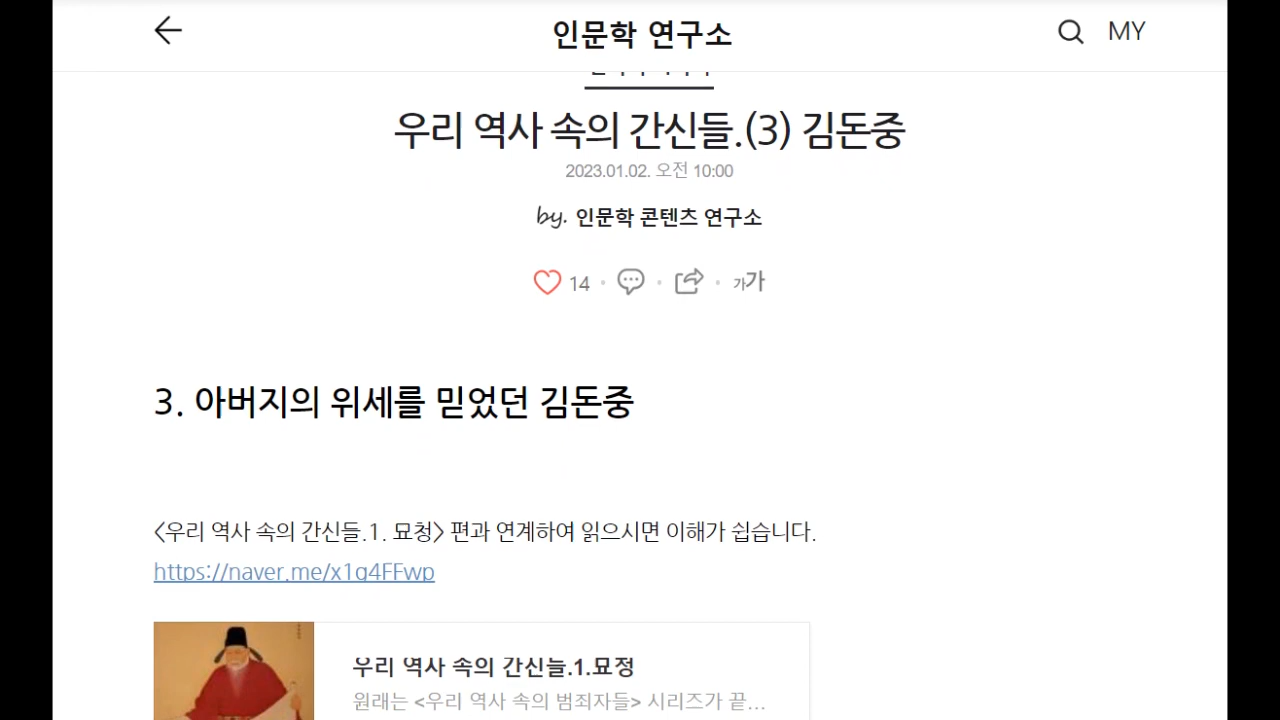 인문학 연구소
MY
우리 역사 속의 간신들.(3) 김돈중
2023.01.02. 오전 10:00
by. 인문학 콘텐츠 연구소
14
가가
3. 아버지의 위세를 믿었던 김돈중
<우리 역사 속의 간신들.1. 묘청> 편과 연계하여 읽으시면 이해가 쉽습니다.
https://naver.me/x1g4FFwp
우리 역사 속의 간신들.1.묘청
원래는 <우리 역사 속의 범죄자들> 시리즈가 끝...